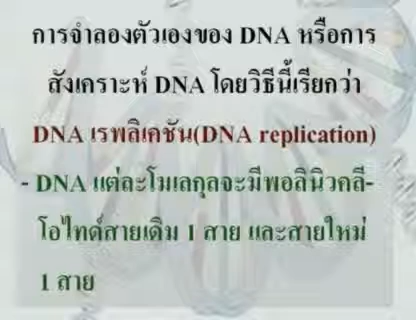 การจำลองตัวเองของ DNA หรือการ
สังเคราะห์ DNA โดยวิธีนี้เรียกว่า
DNA เรพลิเคชัน(DNA replication)
- DNA แต่ละโมเลกุลจะมีพอลินิวคลี-
โอไทด์สายเดิม 1 สาย และสายใหม่
1 สาย